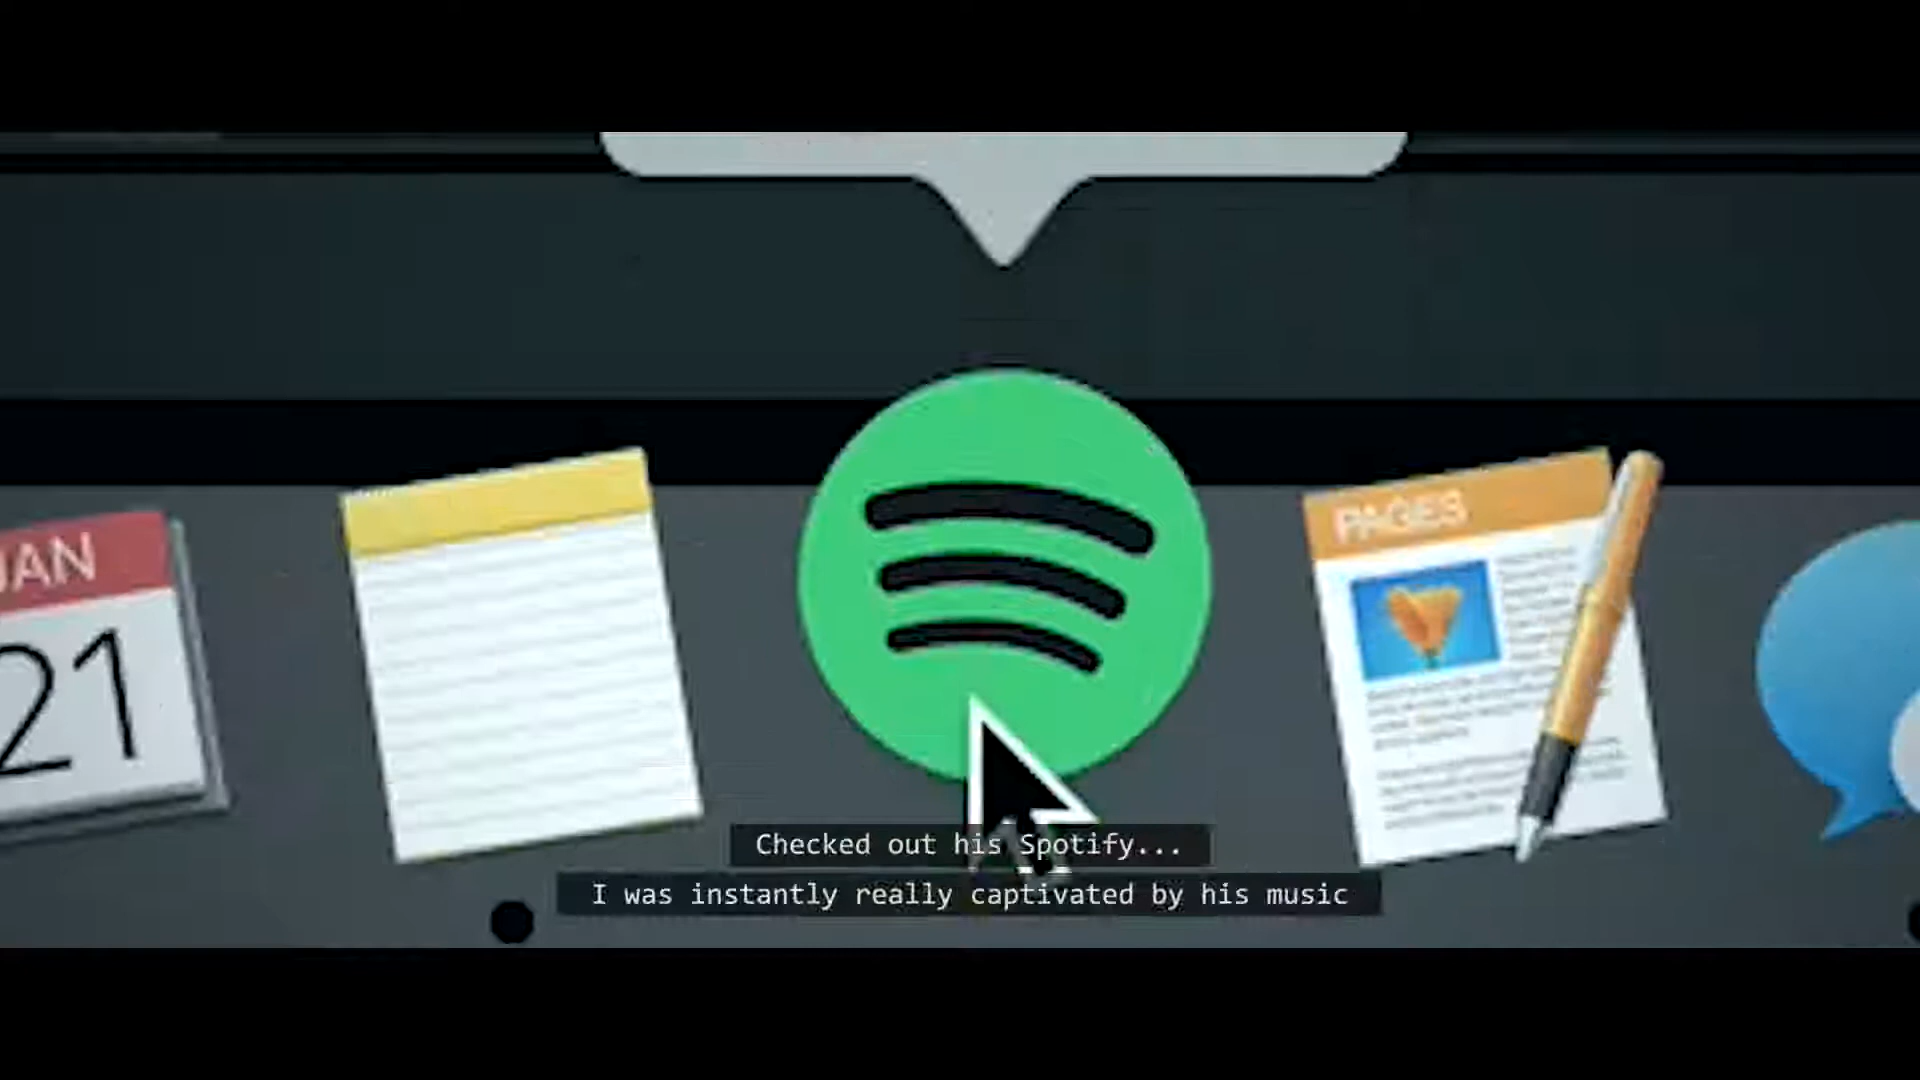 JAN
21
PAGES
Checked out his Spotify...
I was instantly really captivated by his music